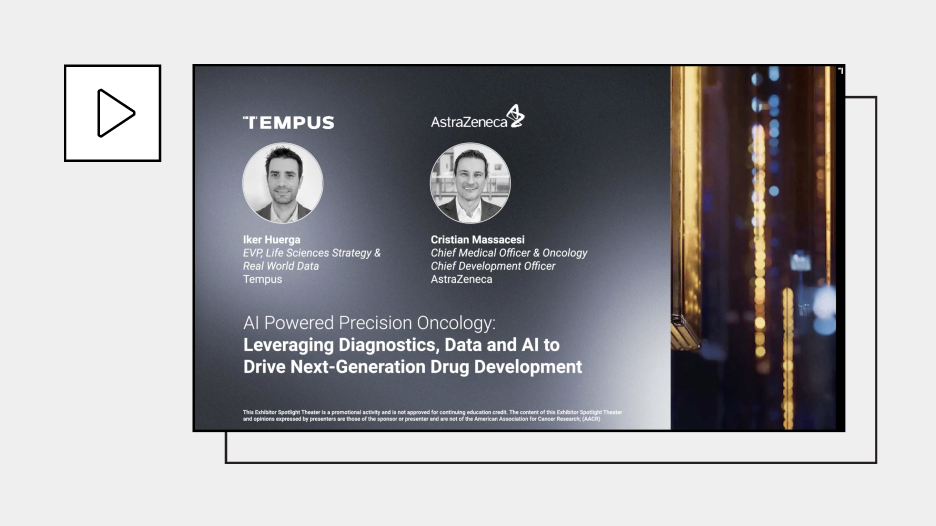 TEMPUS
AstraZeneca
Iker Huerga
EVP, Life Sciences Strategy &
Real World Data
Tempus
Cristian Massacesi
Chief Medical Officer & Oncology
Chief Development Officer
AstraZeneca
AI Powered Precision Oncology:
Leveraging Diagnostics, Data and AI to
Drive Next-Generation Drug Development
This Exhibitor Spotlight Theater is a promotional activity and is not approved for continuing education credit. The content of this Exhibitor Spotlight Theater
and opinions expressed by presenters are those of the sponsor or presenter and are not of the American Association for Cancer Research; (AACR)